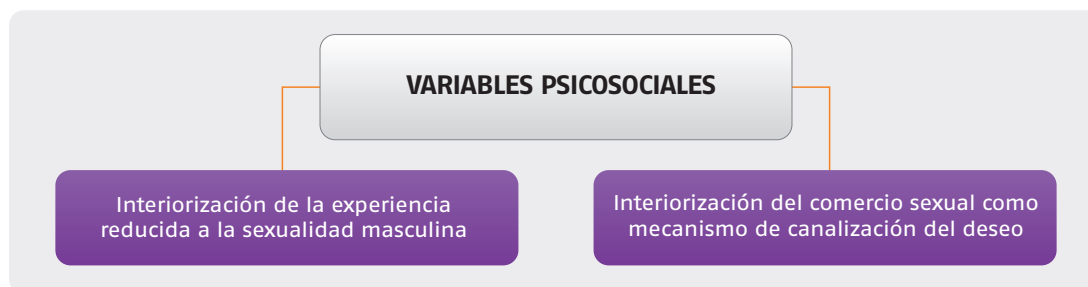 VARIABLES PSICOSOCIALES
Interiorización de la experiencia
reducida a la sexualidad masculina
Interiorización del comercio sexual como
mecanismo de canalización del deseo